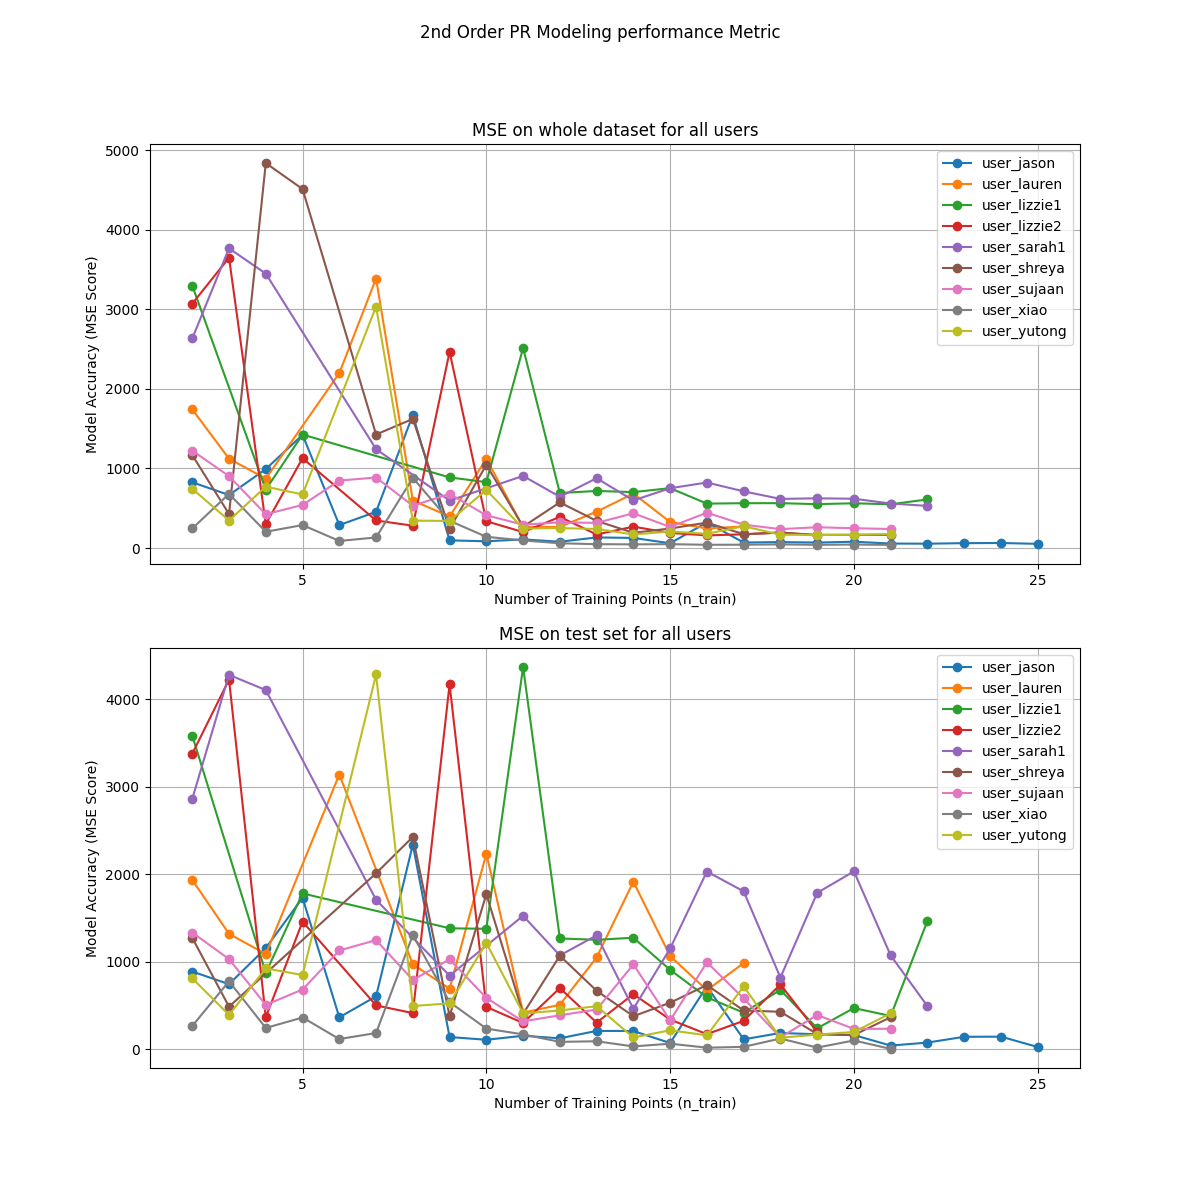 2nd Order PR Modeling performance Metric
MSE on whole dataset for all users
Model Accuracy (MSE Score)
5000
4000
3000
2000
1000
0
5
10
15
20
25
Number of Training Points (n_train)
user_jason
user_lauren
user_lizzie1
user_lizzie2
user_sarah1
user_shreya
user_sujaan
user_xiao
user_yutong
MSE on test set for all users
Model Accuracy (MSE Score)
4000
3000
2000
1000
0
5
10
15
20
25
Number of Training Points (n_train)
user_jason
user_lauren
user_lizzie1
user_lizzie2
user_sarah1
user_shreya
user_sujaan
user_xiao
user_yutong